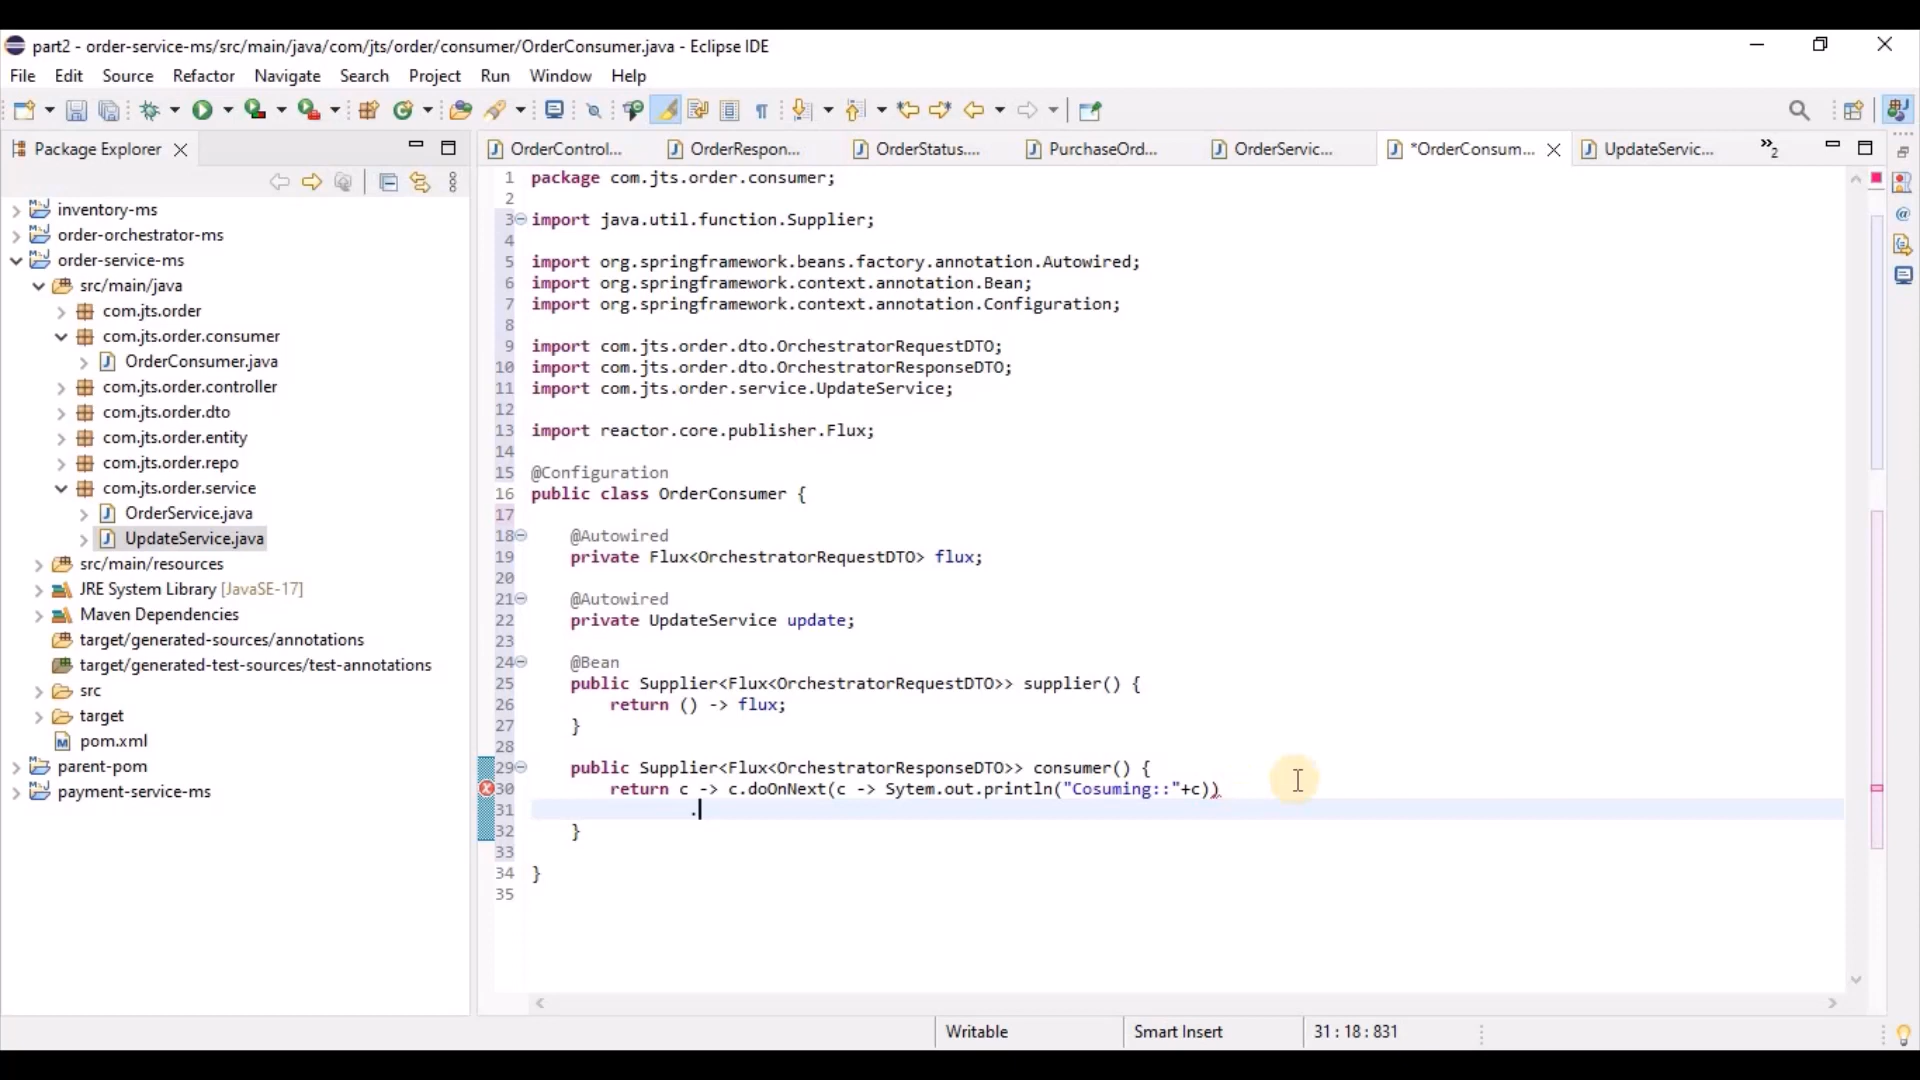 part2 - order-service-ms/src/main/java/com/jts/order/consumer/OrderConsumer.java - Eclipse IDE
File Edit Source Refactor Navigate Search Project Run Window Help
Package Explorer
OrderControl... OrderRespon... OrderStatus.... PurchaseOrd... OrderServic... *OrderConsum... UpdateServic... »2
inventory-ms
order-orchestrator-ms
order-service-ms
src/main/java
com.jts.order
com.jts.order.consumer
OrderConsumer.java
com.jts.order.controller
com.jts.order.dto
com.jts.order.entity
com.jts.order.repo
com.jts.order.service
OrderService.java
UpdateService.java
src/main/resources
JRE System Library [JavaSE-17]
Maven Dependencies
target/generated-sources/annotations
target/generated-test-sources/test-annotations
src
target
pom.xml
parent-pom
payment-service-ms
1 package com.jts.order.consumer;
2
3 import java.util.function.Supplier;
4
5 import org.springframework.beans.factory.annotation.Autowired;
6 import org.springframework.context.annotation.Bean;
7 import org.springframework.context.annotation.Configuration;
8
9 import com.jts.order.dto.OrchestratorRequestDTO;
10 import com.jts.order.dto.OrchestratorResponseDTO;
11 import com.jts.order.service.UpdateService;
12
13 import reactor.core.publisher.Flux;
14
15 @Configuration
16 public class OrderConsumer {
17
18 @Autowired
19 private Flux<OrchestratorRequestDTO> flux;
20
21 @Autowired
22 private UpdateService update;
23
24 @Bean
25 public Supplier<Flux<OrchestratorRequestDTO>> supplier() {
26 return () -> flux;
27 }
28
29 public Supplier<Flux<OrchestratorResponseDTO>> consumer() {
30 return c -> c.doOnNext(c -> Sytem.out.println("Cosuming::"+c))
31 .
32 }
33
34 }
35
Writable Smart Insert 31 : 18 : 831